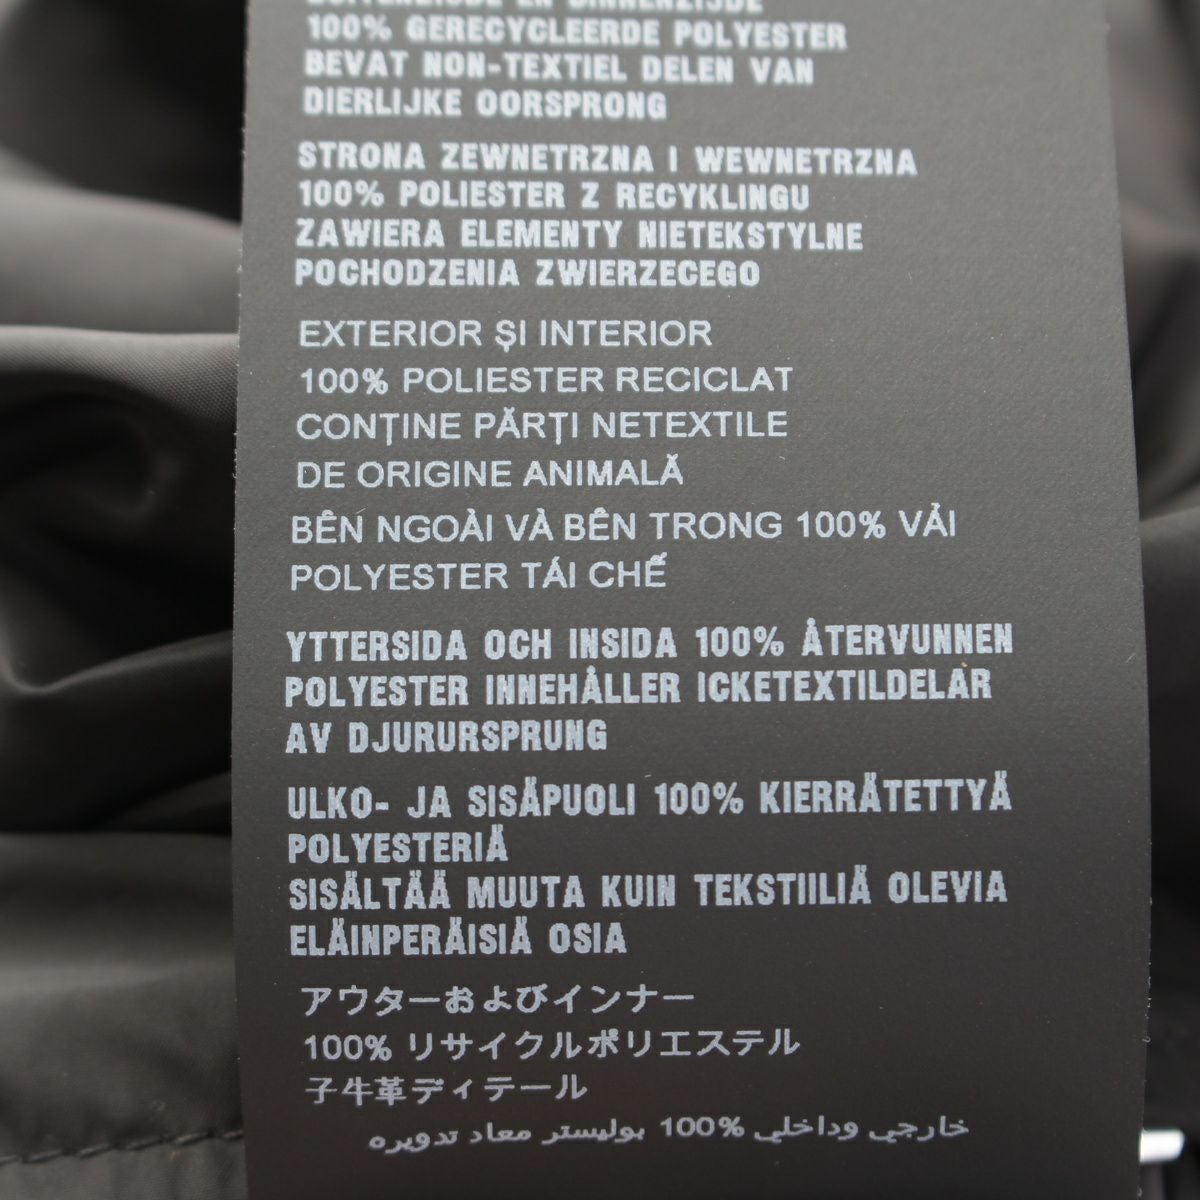 BUITENZIJDE EN BINNENZIJDE
100% GERECYCLEERDE POLYESTER
BEVAT NON-TEXTIEL DELEN VAN
DIERLIJKE OORSPRONG
STRONA ZEWNETRZNA I WEWNETRZNA
100% POLIESTER Z RECYKLINGU
ZAWIERA ELEMENTY NIETEKSTYLNE
POCHODZENIA ZWIERZECEGO
EXTERIOR ȘI INTERIOR
100% POLIESTER RECICLAT
CONȚINE PĂRȚI NETEXTILE
DE ORIGINE ANIMALĂ
BÊN NGOÀI VÀ BÊN TRONG 100% VẢI
POLYESTER TÁI CHẾ
YTTERSIDA OCH INSIDA 100% ÅTERVUNNEN
POLYESTER INNEHÅLLER ICKETEXTILDELAR
AV DJURURSPRUNG
ULKO- JA SISÄPUOLI 100% KIERRÄTETTYÄ
POLYESTERIÄ
SISÄLTÄÄ MUUTA KUIN TEKSTIILIÄ OLEVIA
ELÄINPERÄISIÄ OSIA
アウターおよびインナー
100% リサイクルポリエステル
子牛革ディテール
خارجي وداخلي %100 بوليستر معاد تدويره